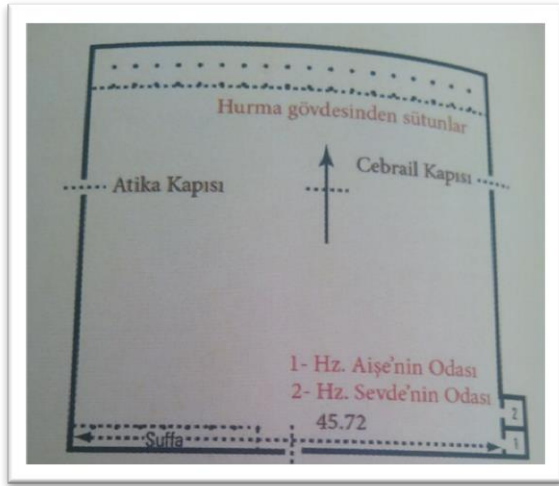 Hurma gövdesinden sütunlar
Atika Kapısı
Cebrail Kapısı
1- Hz. Aişe'nin Odası
2- Hz. Sevde'nin Odası
45.72
2
Suffa
1